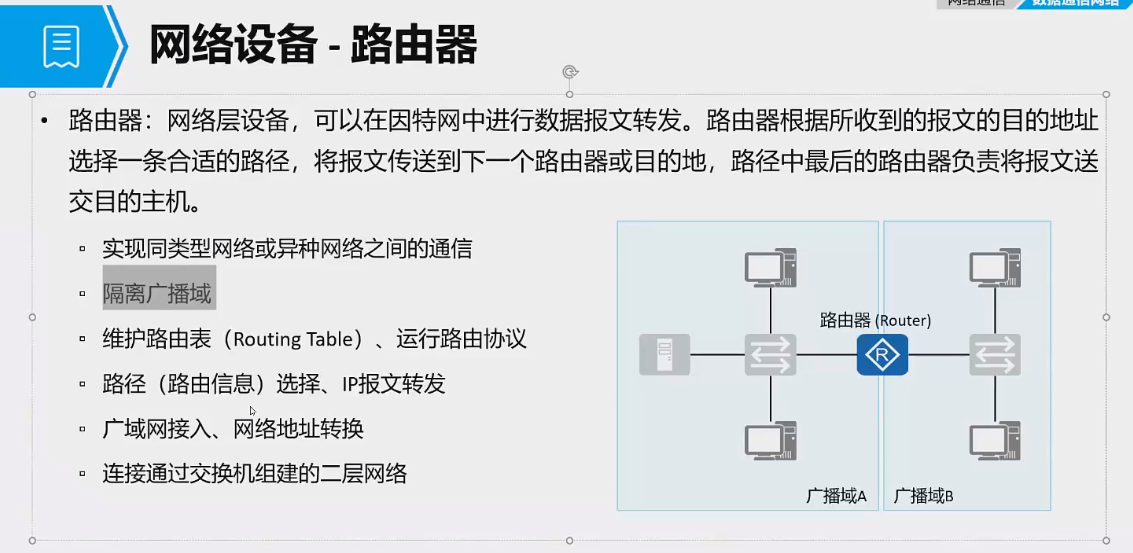 网络通信 数据通信网络
网络设备 - 路由器
• 路由器：网络层设备，可以在因特网中进行数据报文转发。路由器根据所收到的报文的目的地址
选择一条合适的路径，将报文传送到下一个路由器或目的地，路径中最后的路由器负责将报文送
交目的主机。
▫ 实现同类型网络或异种网络之间的通信
▫ 隔离广播域
▫ 维护路由表（Routing Table）、运行路由协议
▫ 路径（路由信息）选择、IP报文转发
▫ 广域网接入、网络地址转换
▫ 连接通过交换机组建的二层网络
路由器 (Router)
R
广播域A 广播域B